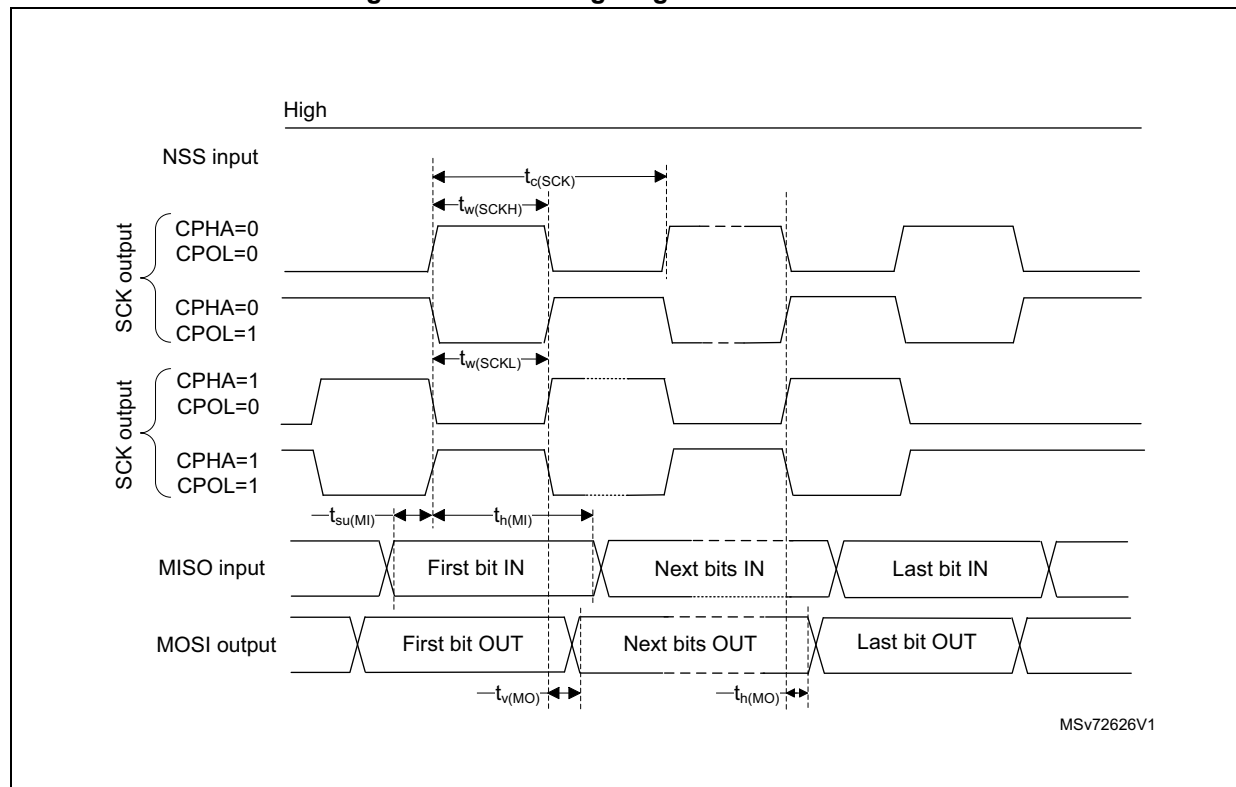 High
NSS input
tc(SCK)
tw(SCKH)
SCK output
CPHA=0
CPOL=0
CPHA=0
CPOL=1
tw(SCKL)
SCK output
CPHA=1
CPOL=0
CPHA=1
CPOL=1
tsu(MI)
th(MI)
MISO input
First bit IN
Next bits IN
Last bit IN
MOSI output
First bit OUT
Next bits OUT
Last bit OUT
tv(MO)
th(MO)
MSv72626V1